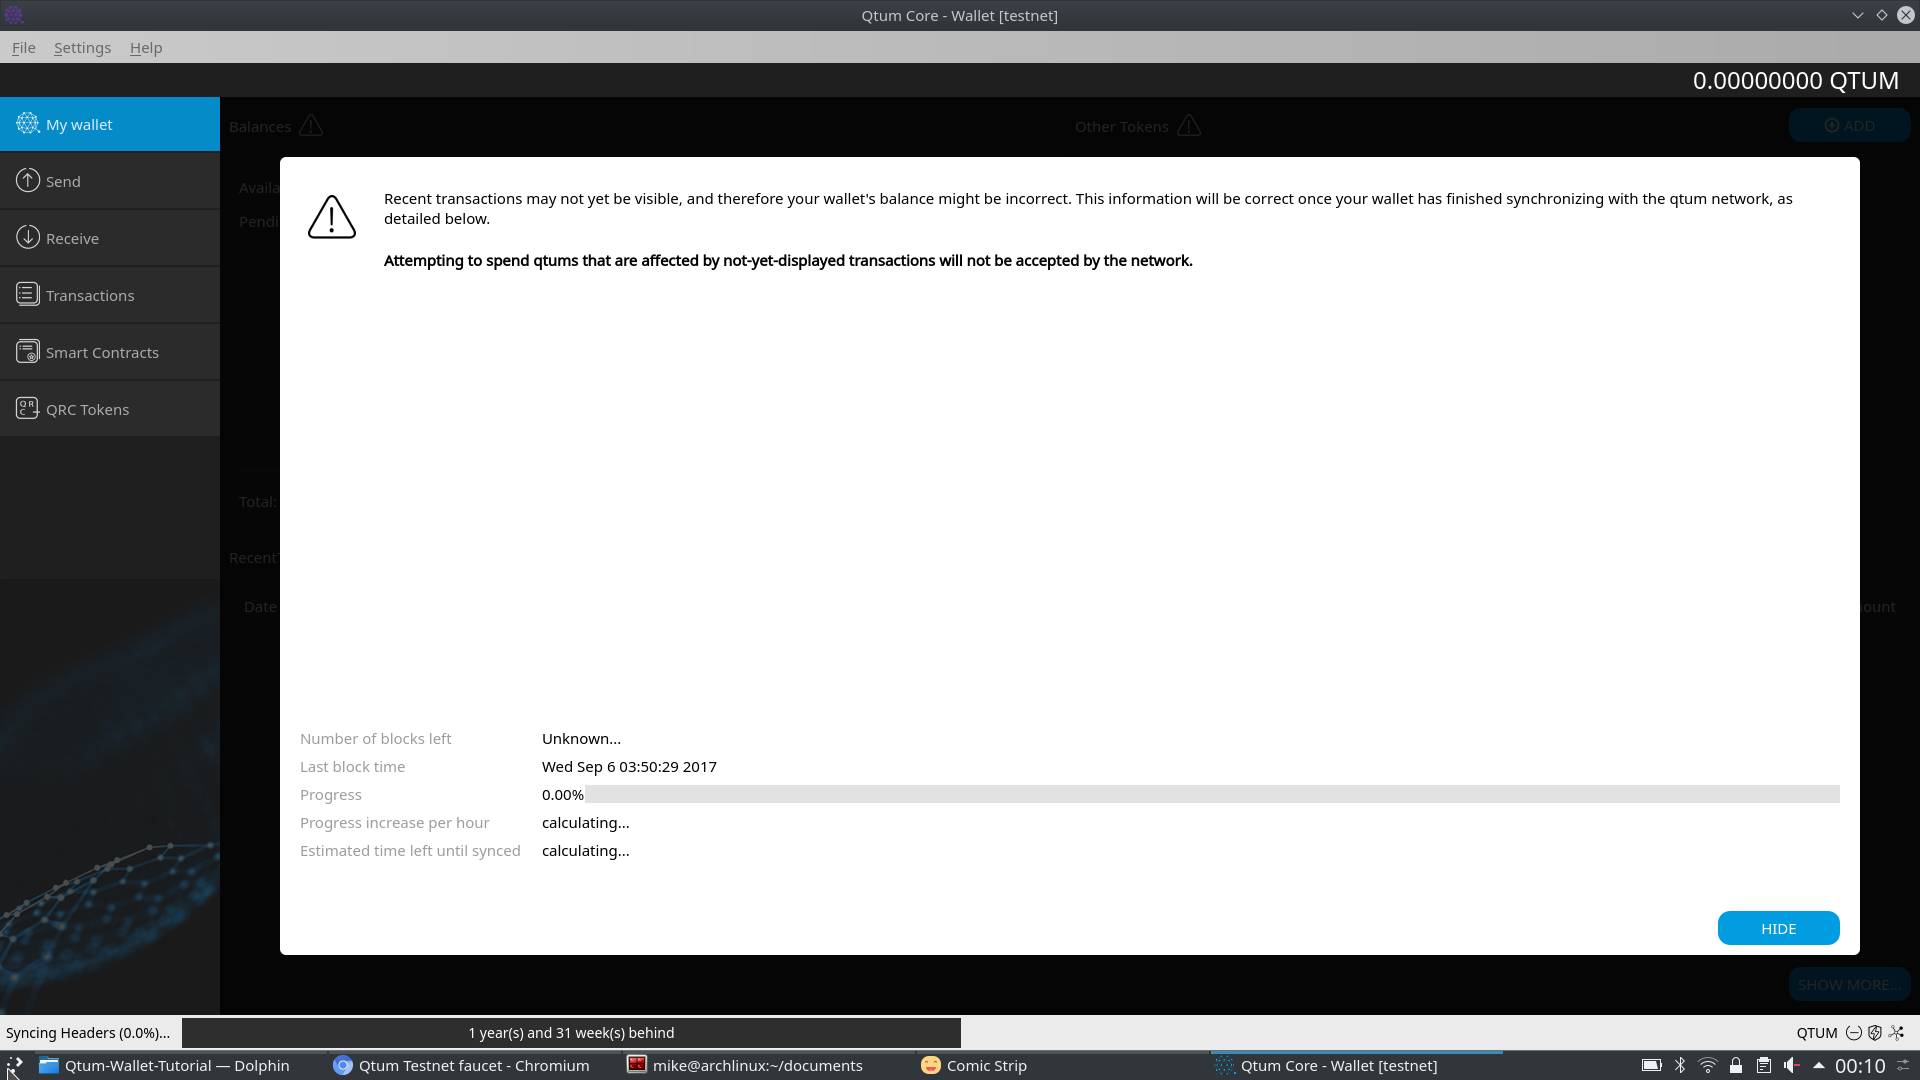 Qtum Core - Wallet [testnet]
File Settings Help
0.00000000 QTUM
My wallet
Send
Receive
Transactions
Smart Contracts
QRC Tokens
Balances
Other Tokens
ADD
Availa
Pendi
Total:
Recent
Date
ount
Recent transactions may not yet be visible, and therefore your wallet's balance might be incorrect. This information will be correct once your wallet has finished synchronizing with the qtum network, as
detailed below.
Attempting to spend qtums that are affected by not-yet-displayed transactions will not be accepted by the network.
Number of blocks left Unknown...
Last block time Wed Sep 6 03:50:29 2017
Progress 0.00%
Progress increase per hour calculating...
Estimated time left until synced calculating...
HIDE
SHOW MORE...
Syncing Headers (0.0%)... 1 year(s) and 31 week(s) behind QTUM
Qtum-Wallet-Tutorial — Dolphin Qtum Testnet faucet - Chromium mike@archlinux:~/documents Comic Strip Qtum Core - Wallet [testnet] 00:10